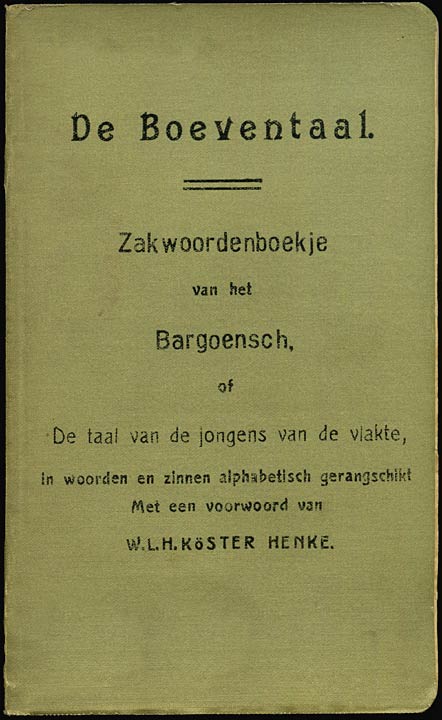 De Boeventaal.
Zakwoordenboekje
van het
Bargoensch,
of
De taal van de jongens van de vlakte,
in woorden en zinnen alphabetisch gerangschikt
Met een voorwoord van
W.L.H. KöSTER HENKE.